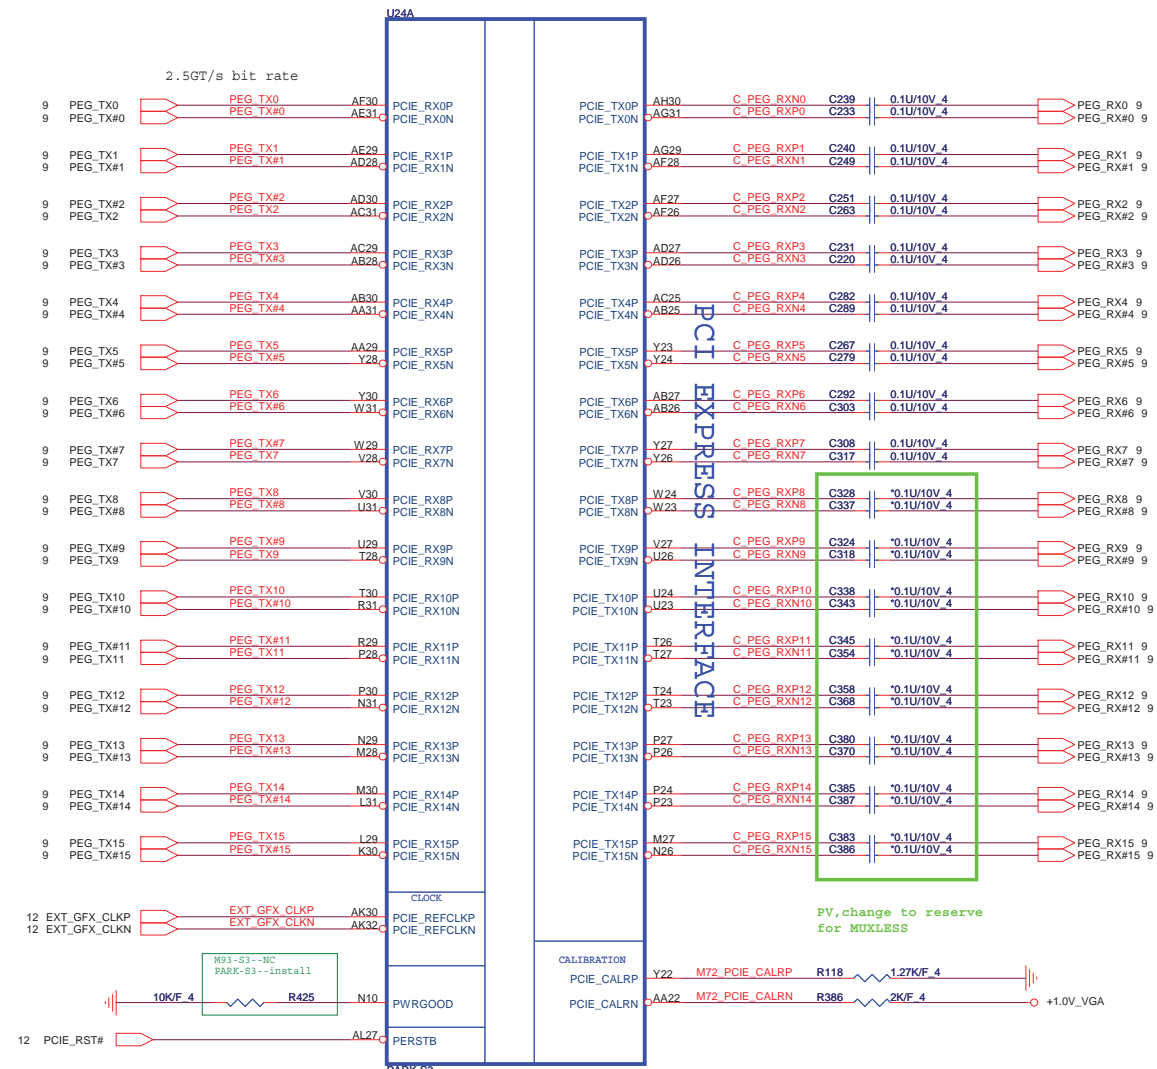 U24A
2.5GT/s bit rate
9 PEG_TX0 PEG_TX0 AF30 PCIE_RX0P PCIE_TX0P AH30 C_PEG_RXN0 C239 0.1U/10V_4 PEG_RX0 9
9 PEG_TX#0 PEG_TX#0 AE31 PCIE_RX0N PCIE_TX0N AG31 C_PEG_RXP0 C233 0.1U/10V_4 PEG_RX#0 9
9 PEG_TX1 PEG_TX1 AE29 PCIE_RX1P PCIE_TX1P AG29 C_PEG_RXP1 C240 0.1U/10V_4 PEG_RX1 9
9 PEG_TX#1 PEG_TX#1 AD28 PCIE_RX1N PCIE_TX1N AF28 C_PEG_RXN1 C249 0.1U/10V_4 PEG_RX#1 9
9 PEG_TX#2 PEG_TX#2 AD30 PCIE_RX2P PCIE_TX2P AF27 C_PEG_RXP2 C251 0.1U/10V_4 PEG_RX2 9
9 PEG_TX2 PEG_TX2 AC31 PCIE_RX2N PCIE_TX2N AF26 C_PEG_RXN2 C263 0.1U/10V_4 PEG_RX#2 9
9 PEG_TX3 PEG_TX3 AC29 PCIE_RX3P PCIE_TX3P AD27 C_PEG_RXP3 C231 0.1U/10V_4 PEG_RX3 9
9 PEG_TX#3 PEG_TX#3 AB28 PCIE_RX3N PCIE_TX3N AD26 C_PEG_RXN3 C220 0.1U/10V_4 PEG_RX#3 9
9 PEG_TX4 PEG_TX4 AB30 PCIE_RX4P PCIE_TX4P AC25 C_PEG_RXP4 C282 0.1U/10V_4 PEG_RX4 9
9 PEG_TX#4 PEG_TX#4 AA31 PCIE_RX4N PCIE_TX4N AB25 C_PEG_RXN4 C289 0.1U/10V_4 PEG_RX#4 9
9 PEG_TX5 PEG_TX5 AA29 PCIE_RX5P PCIE_TX5P Y23 C_PEG_RXP5 C267 0.1U/10V_4 PEG_RX5 9
9 PEG_TX#5 PEG_TX#5 Y28 PCIE_RX5N PCIE_TX5N Y24 C_PEG_RXN5 C279 0.1U/10V_4 PEG_RX#5 9
9 PEG_TX6 PEG_TX6 Y30 PCIE_RX6P PCIE_TX6P AB27 C_PEG_RXP6 C292 0.1U/10V_4 PEG_RX6 9
9 PEG_TX#6 PEG_TX#6 W31 PCIE_RX6N PCIE_TX6N AB26 C_PEG_RXN6 C303 0.1U/10V_4 PEG_RX#6 9
9 PEG_TX#7 PEG_TX#7 W29 PCIE_RX7P PCIE_TX7P Y27 C_PEG_RXP7 C308 0.1U/10V_4 PEG_RX7 9
9 PEG_TX7 PEG_TX7 V28 PCIE_RX7N PCIE_TX7N Y26 C_PEG_RXN7 C317 0.1U/10V_4 PEG_RX#7 9
9 PEG_TX8 PEG_TX8 V30 PCIE_RX8P PCIE_TX8P W24 C_PEG_RXP8 C328 *0.1U/10V_4 PEG_RX8 9
9 PEG_TX#8 PEG_TX#8 U31 PCIE_RX8N PCIE_TX8N W23 C_PEG_RXN8 C337 *0.1U/10V_4 PEG_RX#8 9
9 PEG_TX#9 PEG_TX#9 U29 PCIE_RX9P PCIE_TX9P V27 C_PEG_RXP9 C324 *0.1U/10V_4 PEG_RX9 9
9 PEG_TX9 PEG_TX9 T28 PCIE_RX9N PCIE_TX9N U26 C_PEG_RXN9 C318 *0.1U/10V_4 PEG_RX#9 9
9 PEG_TX10 PEG_TX10 T30 PCIE_RX10P PCIE_TX10P U24 C_PEG_RXP10 C338 *0.1U/10V_4 PEG_RX10 9
9 PEG_TX#10 PEG_TX#10 R31 PCIE_RX10N PCIE_TX10N U23 C_PEG_RXN10 C343 *0.1U/10V_4 PEG_RX#10 9
9 PEG_TX#11 PEG_TX#11 R29 PCIE_RX11P PCIE_TX11P T26 C_PEG_RXP11 C345 *0.1U/10V_4 PEG_RX11 9
9 PEG_TX11 PEG_TX11 P28 PCIE_RX11N PCIE_TX11N T27 C_PEG_RXN11 C354 *0.1U/10V_4 PEG_RX#11 9
9 PEG_TX12 PEG_TX12 P30 PCIE_RX12P PCIE_TX12P T24 C_PEG_RXP12 C358 *0.1U/10V_4 PEG_RX12 9
9 PEG_TX#12 PEG_TX#12 N31 PCIE_RX12N PCIE_TX12N T23 C_PEG_RXN12 C368 *0.1U/10V_4 PEG_RX#12 9
9 PEG_TX13 PEG_TX13 N29 PCIE_RX13P PCIE_TX13P P27 C_PEG_RXP13 C380 *0.1U/10V_4 PEG_RX13 9
9 PEG_TX#13 PEG_TX#13 M28 PCIE_RX13N PCIE_TX13N P26 C_PEG_RXN13 C370 *0.1U/10V_4 PEG_RX#13 9
9 PEG_TX14 PEG_TX14 M30 PCIE_RX14P PCIE_TX14P P24 C_PEG_RXP14 C385 *0.1U/10V_4 PEG_RX14 9
9 PEG_TX#14 PEG_TX#14 L31 PCIE_RX14N PCIE_TX14N P23 C_PEG_RXN14 C387 *0.1U/10V_4 PEG_RX#14 9
9 PEG_TX15 PEG_TX15 L29 PCIE_RX15P PCIE_TX15P M27 C_PEG_RXP15 C383 *0.1U/10V_4 PEG_RX15 9
9 PEG_TX#15 PEG_TX#15 K30 PCIE_RX15N PCIE_TX15N N26 C_PEG_RXN15 C386 *0.1U/10V_4 PEG_RX#15 9
PCI EXPRESS INTERFACE
CLOCK
12 EXT_GFX_CLKP EXT_GFX_CLKP AK30 PCIE_REFCLKP
12 EXT_GFX_CLKN EXT_GFX_CLKN AK32 PCIE_REFCLKN
PV,change to reserve
for MUXLESS
M93-S3--NC
PARK-S3--install
CALIBRATION
PCIE_CALRP Y22 M72_PCIE_CALRP R118 1.27K/F_4
10K/F_4 R425 N10 PWRGOOD PCIE_CALRN AA22 M72_PCIE_CALRN R386 2K/F_4 +1.0V_VGA
12 PCIE_RST# AL27 PERSTB
PARK-S3